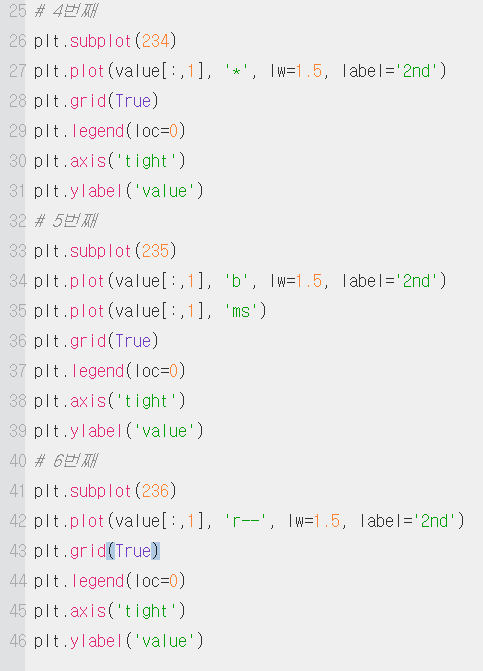 25 # 4번째
26 plt.subplot(234)
27 plt.plot(value[:,1], '*', lw=1.5, label='2nd')
28 plt.grid(True)
29 plt.legend(loc=0)
30 plt.axis('tight')
31 plt.ylabel('value')
32 # 5번째
33 plt.subplot(235)
34 plt.plot(value[:,1], 'b', lw=1.5, label='2nd')
35 plt.plot(value[:,1], 'ms')
36 plt.grid(True)
37 plt.legend(loc=0)
38 plt.axis('tight')
39 plt.ylabel('value')
40 # 6번째
41 plt.subplot(236)
42 plt.plot(value[:,1], 'r--', lw=1.5, label='2nd')
43 plt.grid(True)
44 plt.legend(loc=0)
45 plt.axis('tight')
46 plt.ylabel('value')